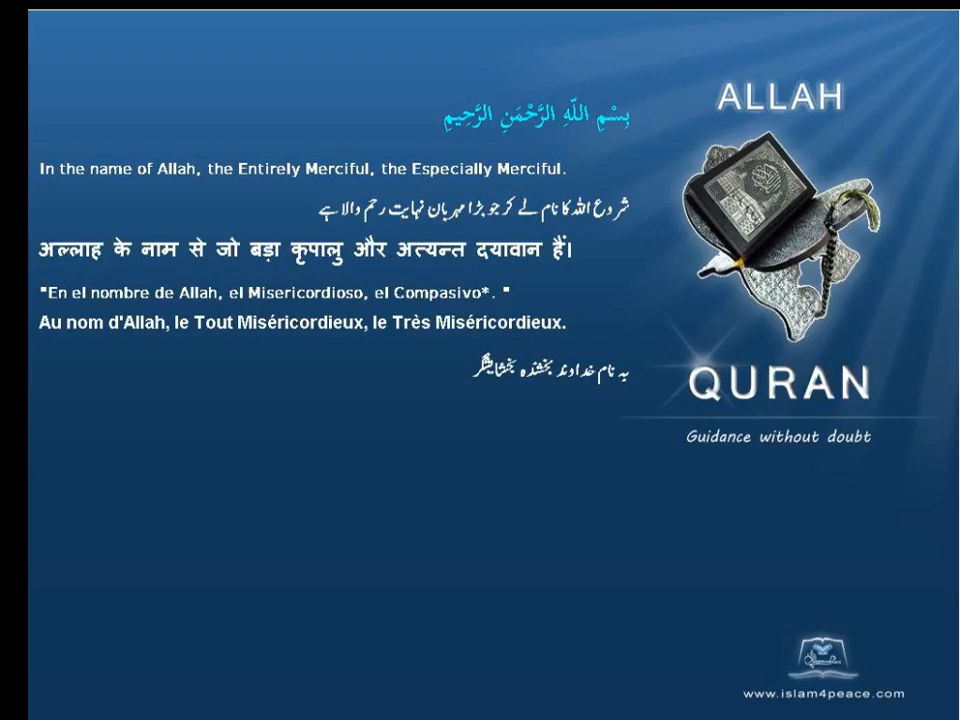 بِسْمِ اللَّهِ الرَّحْمَنِ الرَّحِيمِ
In the name of Allah, the Entirely Merciful, the Especially Merciful.
شروع الله کا نام لے کر جو بڑا مہربان نہایت رحم والا ہے
अल्लाह के नाम से जो बड़ा कृपालु और अत्यन्त दयावान हैं।
"En el nombre de Allah, el Misericordioso, el Compasivo*. "
Au nom d'Allah, le Tout Miséricordieux, le Très Miséricordieux.
به نام خداوند بخشنده بخشایشگر
ALLAH
QURAN
Guidance without doubt
www.islam4peace.com